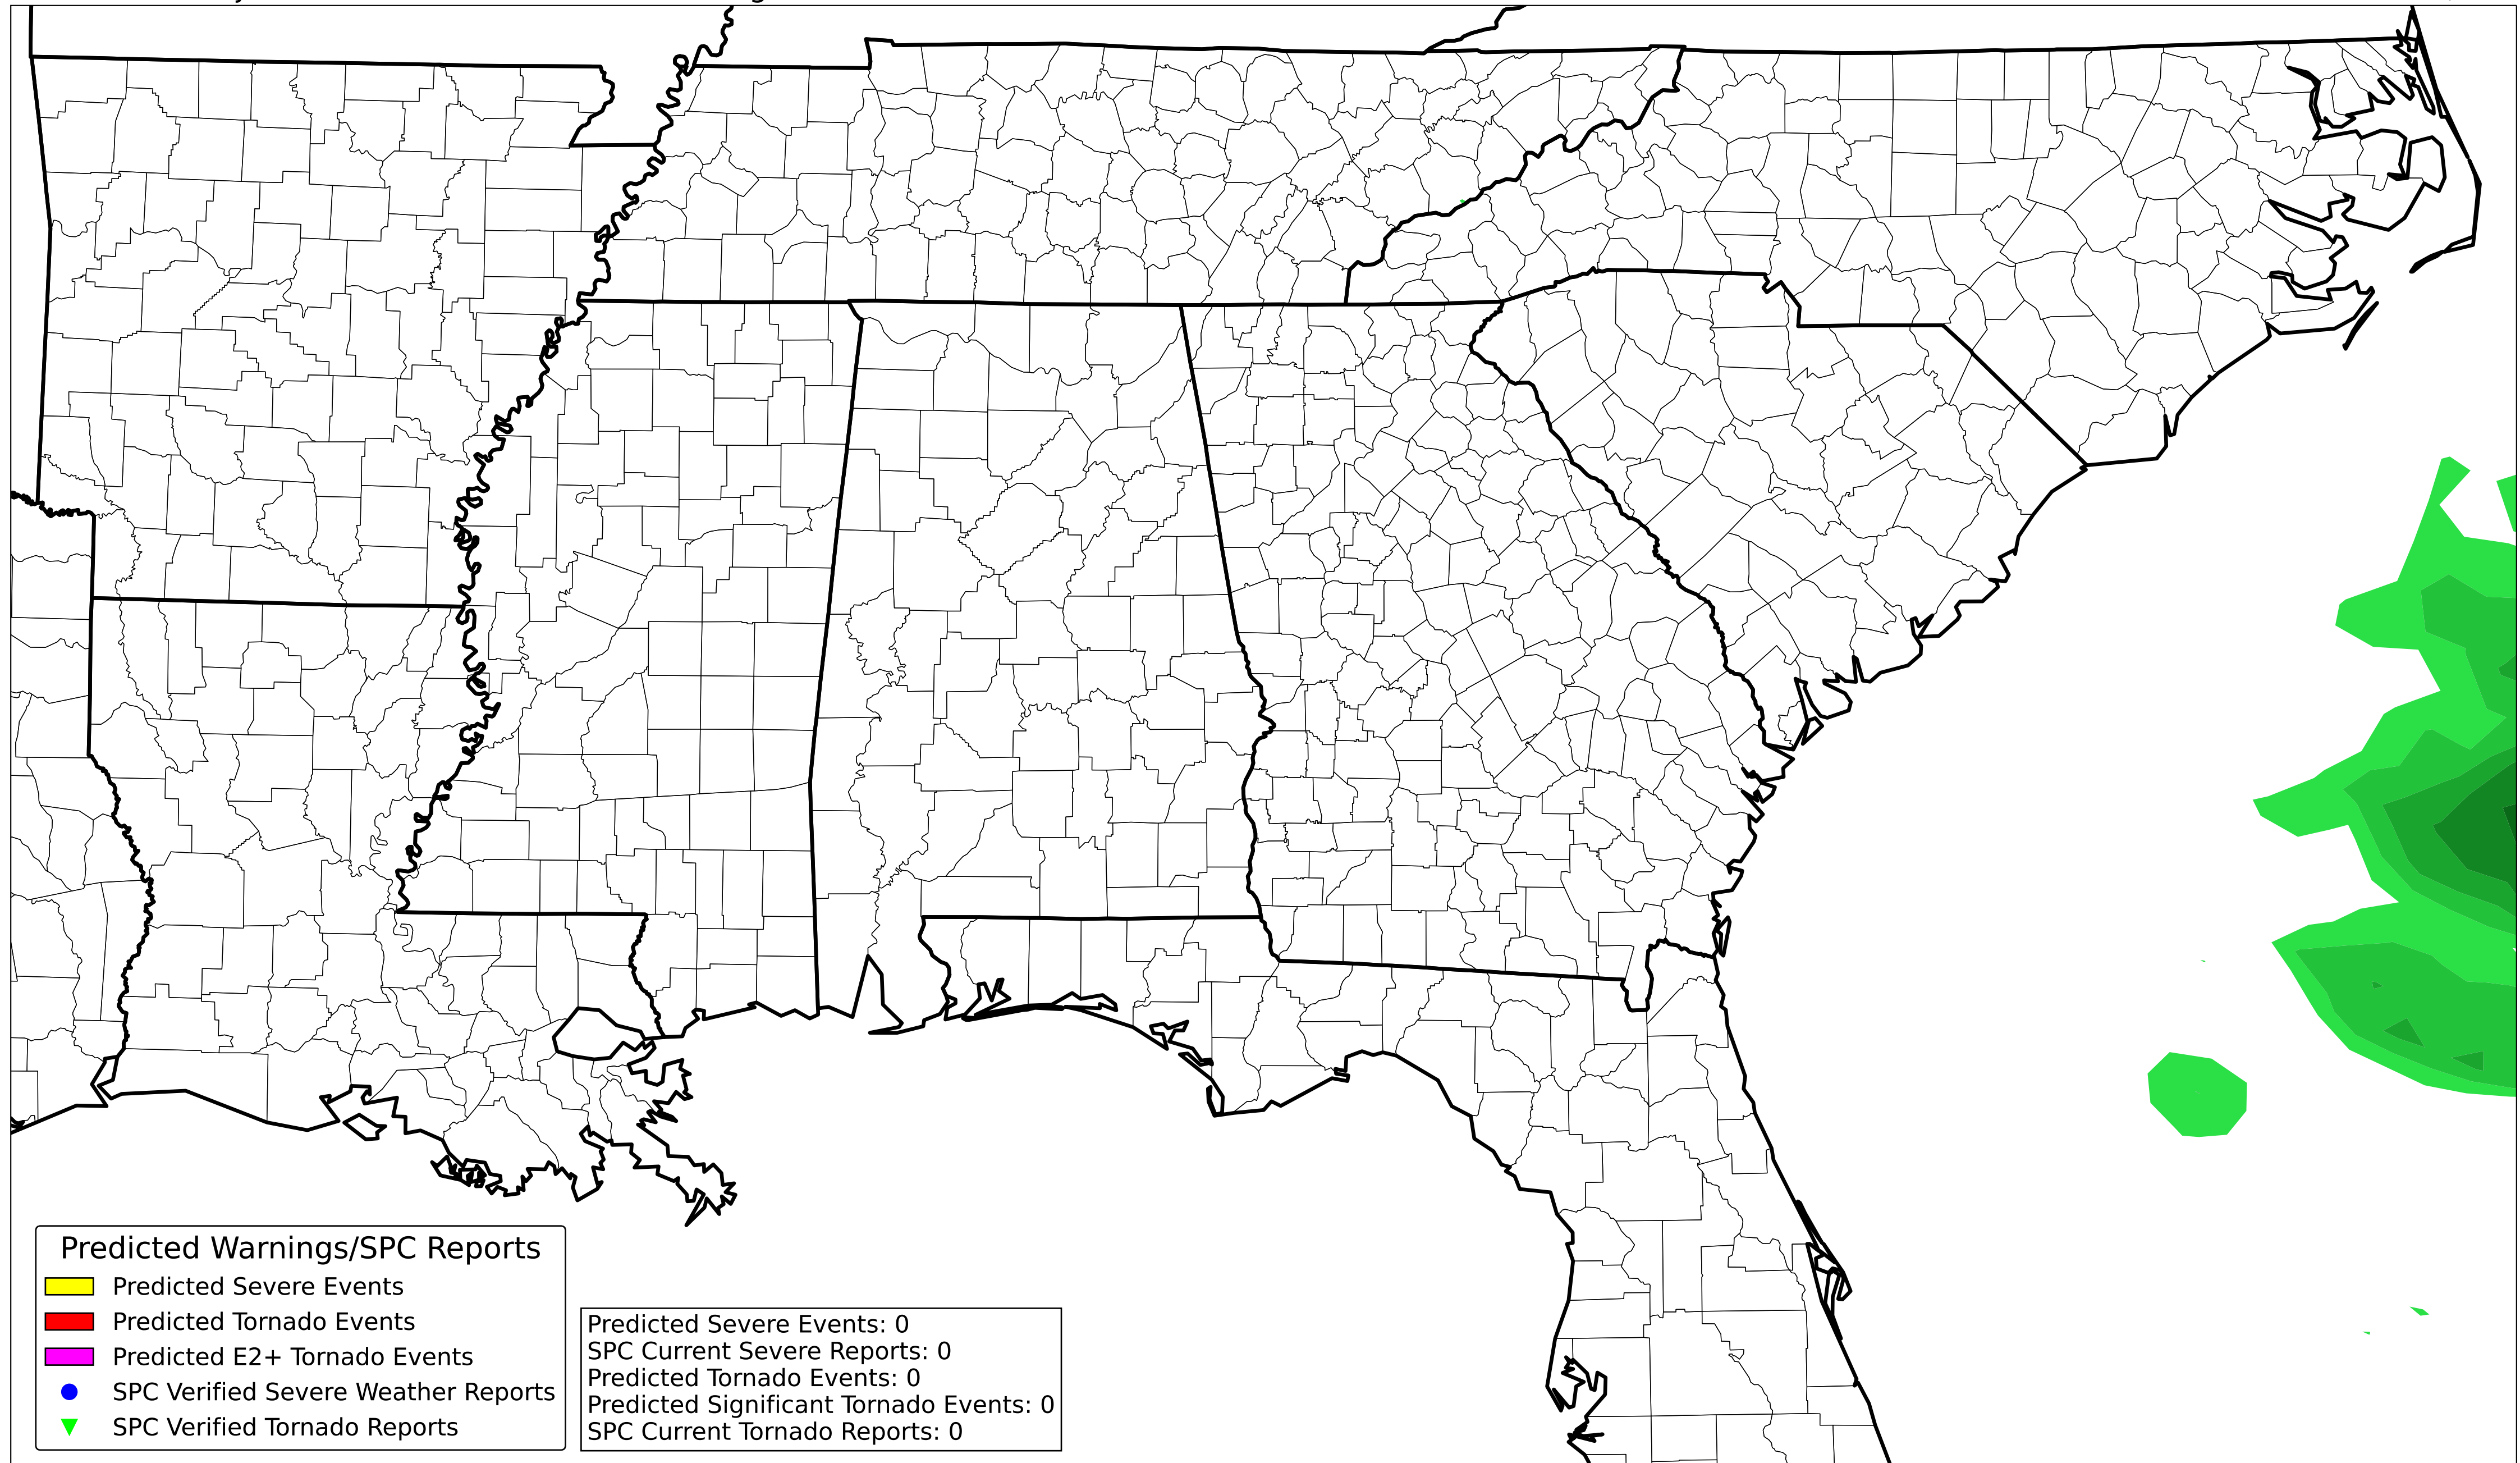 Predicted Warnings/SPC Reports
Predicted Severe Events
Predicted Tornado Events
Predicted E2+ Tornado Events
SPC Verified Severe Weather Reports
SPC Verified Tornado Reports
Predicted Severe Events: 0
SPC Current Severe Reports: 0
Predicted Tornado Events: 0
Predicted Significant Tornado Events: 0
SPC Current Tornado Reports: 0